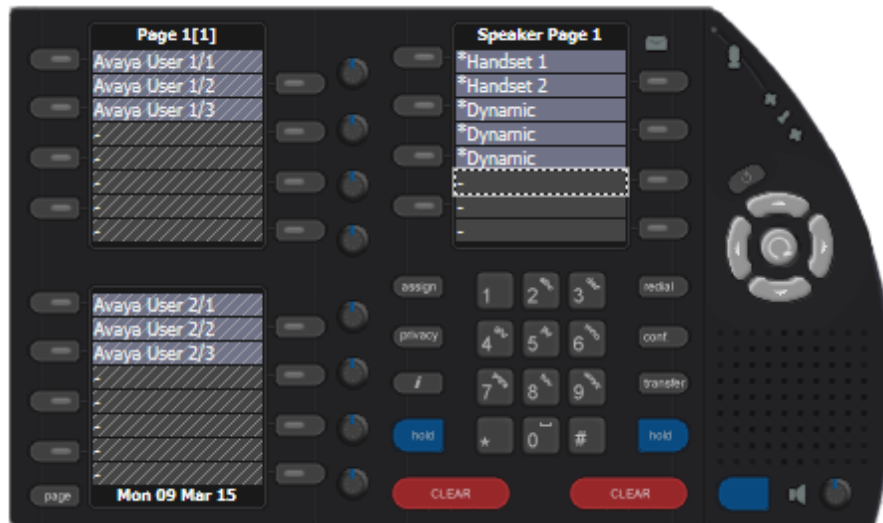 Page 1[1]
Avaya User 1/1
Avaya User 1/2
Avaya User 1/3
-
-
-
-
-
Speaker Page 1
*Handset 1
*Handset 2
*Dynamic
*Dynamic
*Dynamic
-
-
-
Avaya User 2/1
Avaya User 2/2
Avaya User 2/3
-
-
-
-
-
Mon 09 Mar 15
page
assign
1
2
3
redial
privacy
4
5
6
conf.
i
7
8
9
transfer
hold
*
0
#
hold
CLEAR
CLEAR